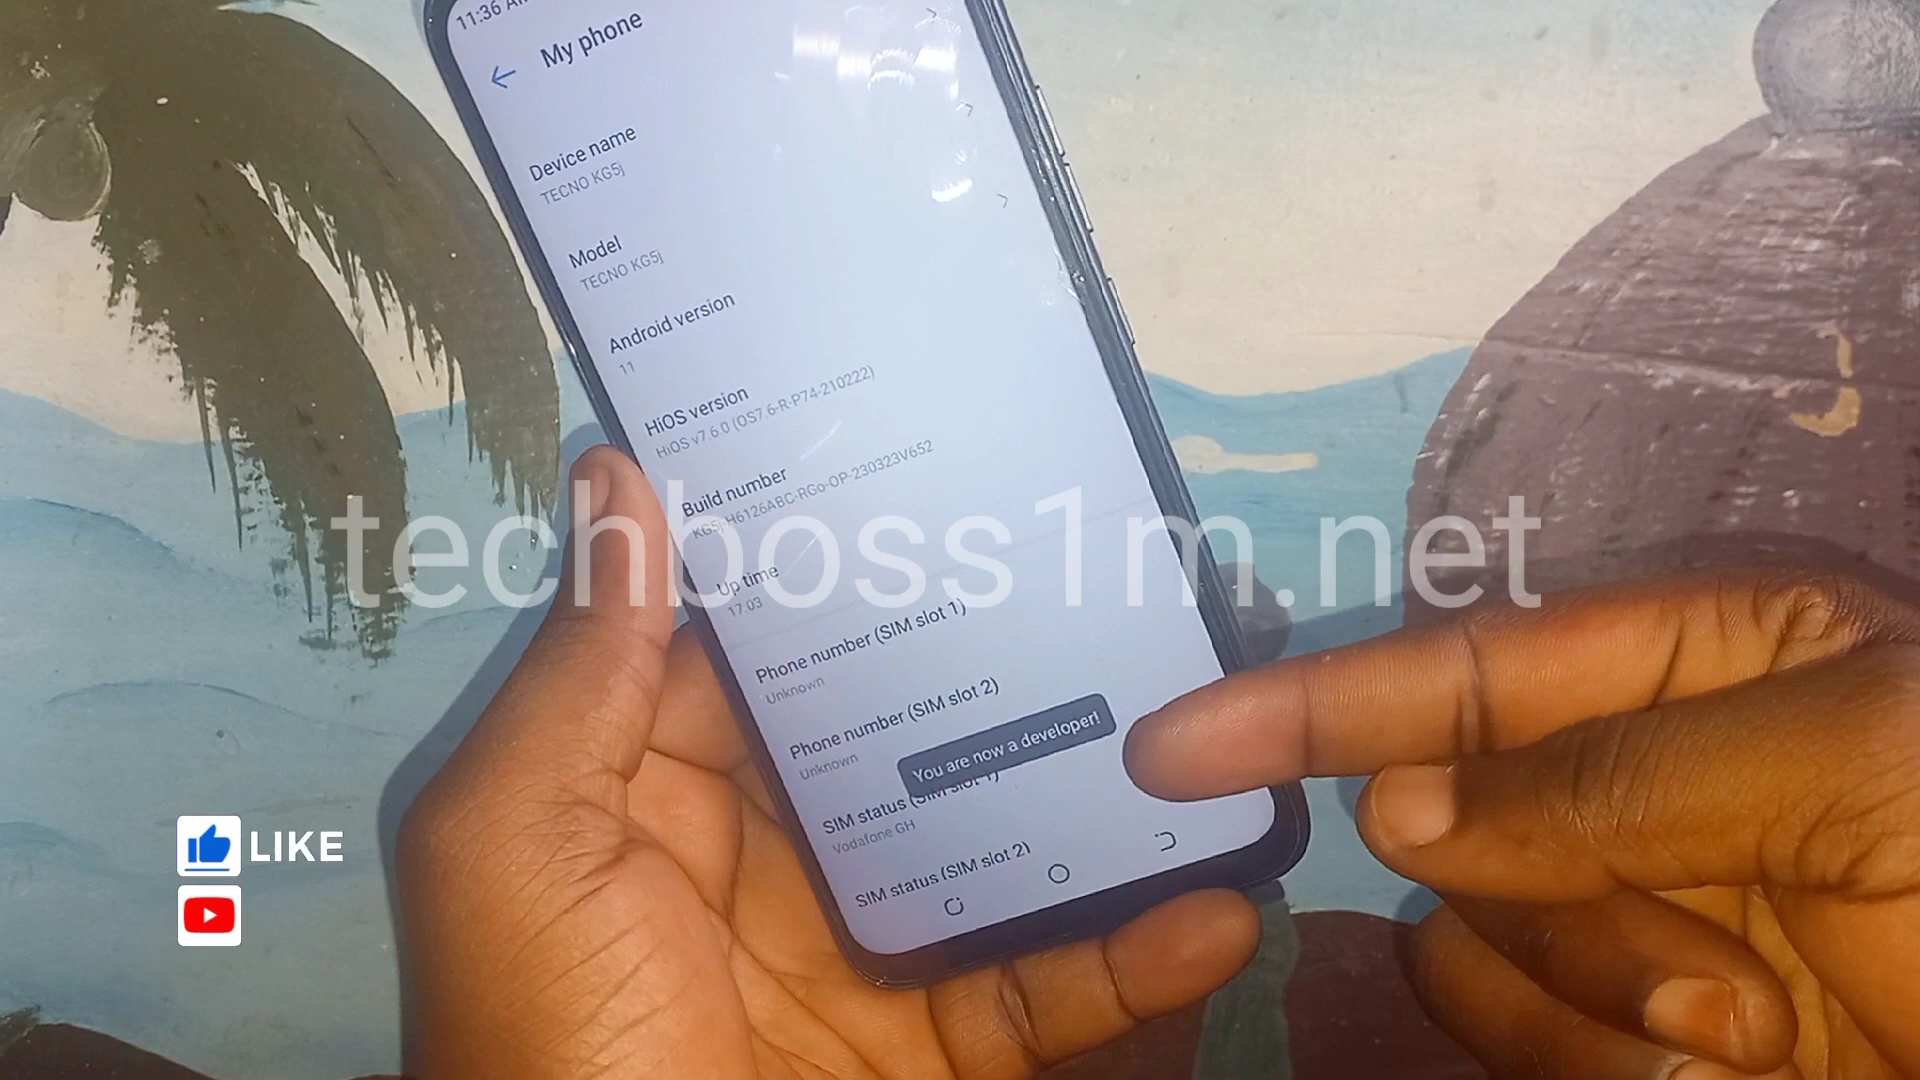 11:36
My phone
Device name
TECNO KG5j
Model
TECNO KG5j
Android version
11
HiOS version
HiOS v7.6.0 (OS7.6-R-P74-210222)
Build number
KG5j-H6126ABC-RGo-OP-230323V652
techboss1m.net
Up time
17:03
Phone number (SIM slot 1)
Unknown
Phone number (SIM slot 2)
Unknown
You are now a developer!
SIM status (SIM slot 1)
Vodafone GH
SIM status (SIM slot 2)
LIKE